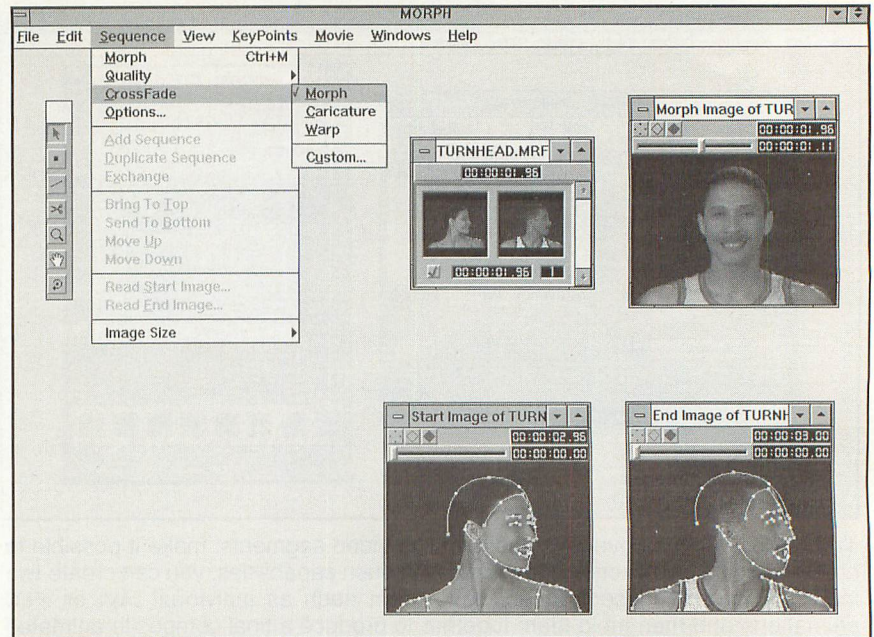 MORPH
File Edit Sequence View KeyPoints Movie Windows Help
Morph Ctrl+M
Quality
CrossFade
Options...
Add Sequence
Duplicate Sequence
Exchange
Bring To Top
Send To Bottom
Move Up
Move Down
Read Start Image...
Read End Image...
Image Size
Morph
Caricature
Warp
Custom...
TURNHEAD.MRF
00:00:01.96
00:00:01.96 1
Morph Image of TUR
00:00:01.96
00:00:01.11
Start Image of TURN
00:00:02.96
00:00:00.00
End Image of TURNH
00:00:03.00
00:00:00.00